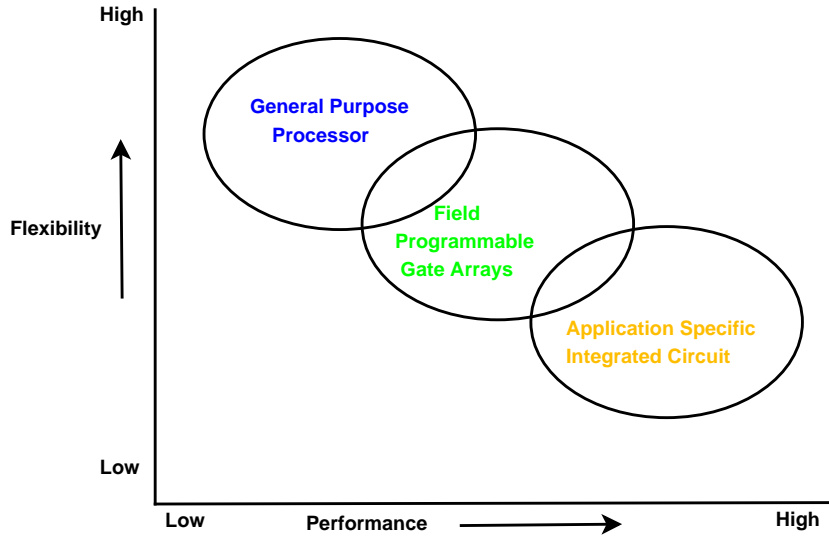 High
General Purpose
Processor
Flexibility
Field
Programmable
Gate Arrays
Application Specific
Integrated Circuit
Low
Low
Performance
High